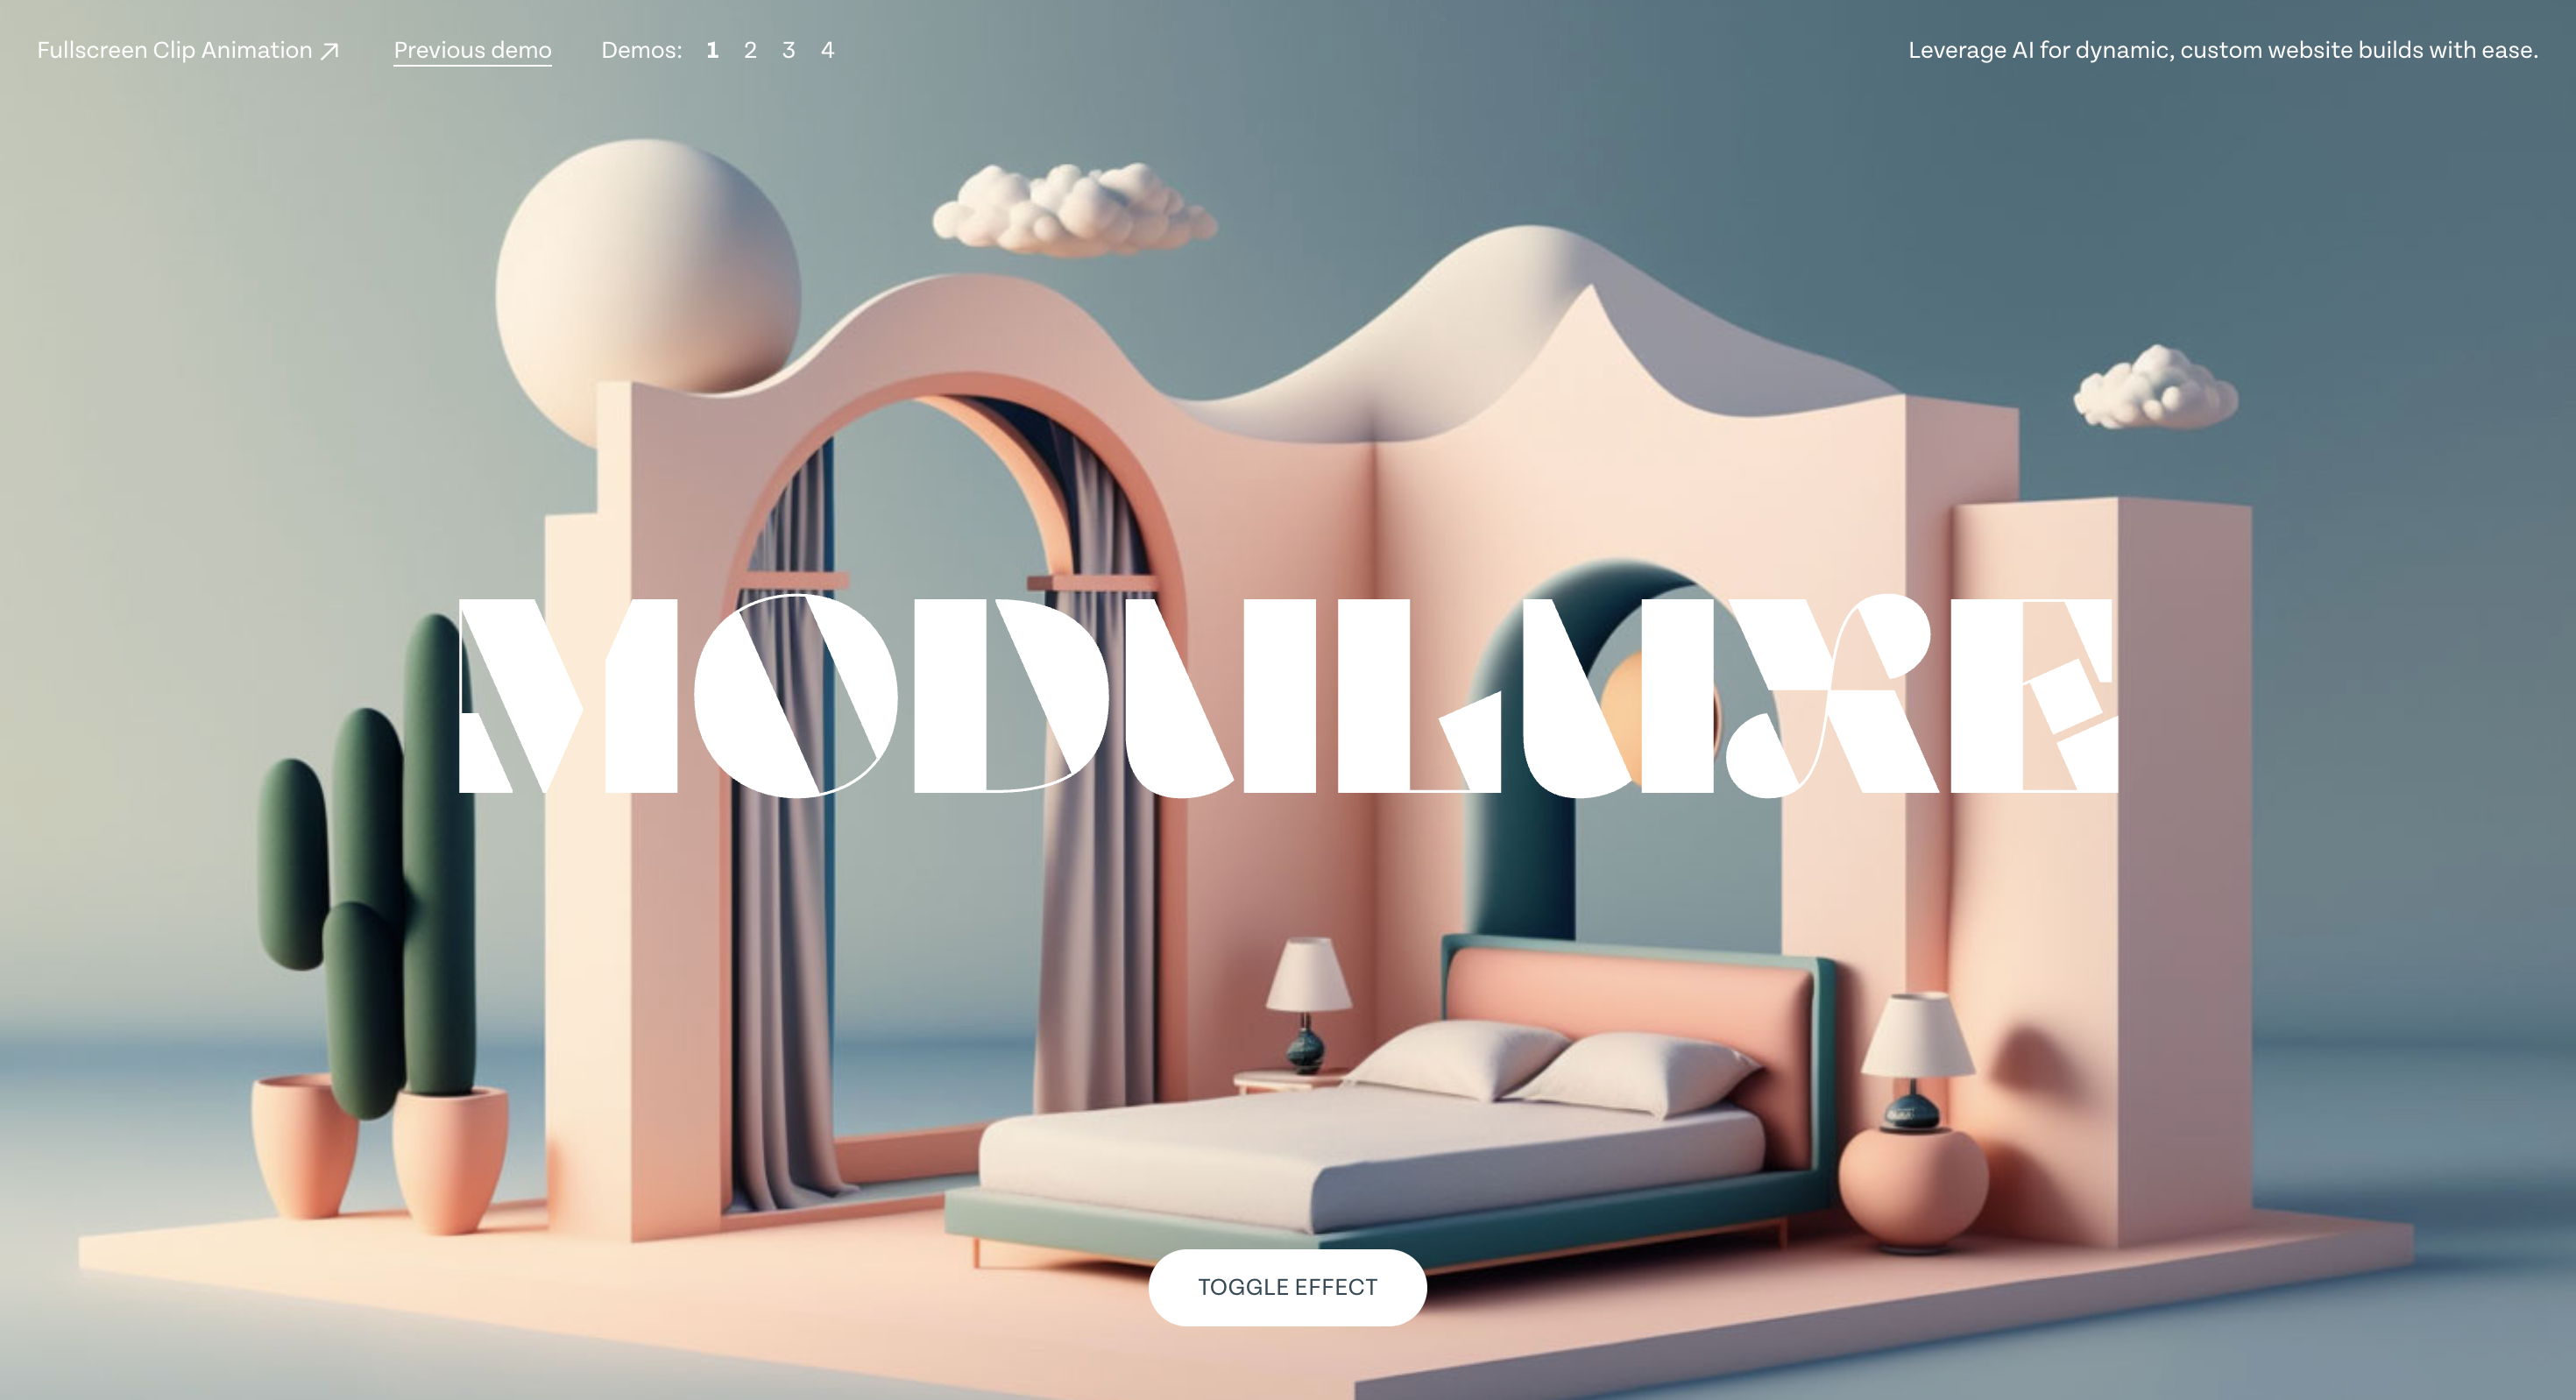 Fullscreen Clip Animation ↗
Previous demo
Demos: 1 2 3 4
Leverage AI for dynamic, custom website builds with ease.
MODULUXE
TOGGLE EFFECT